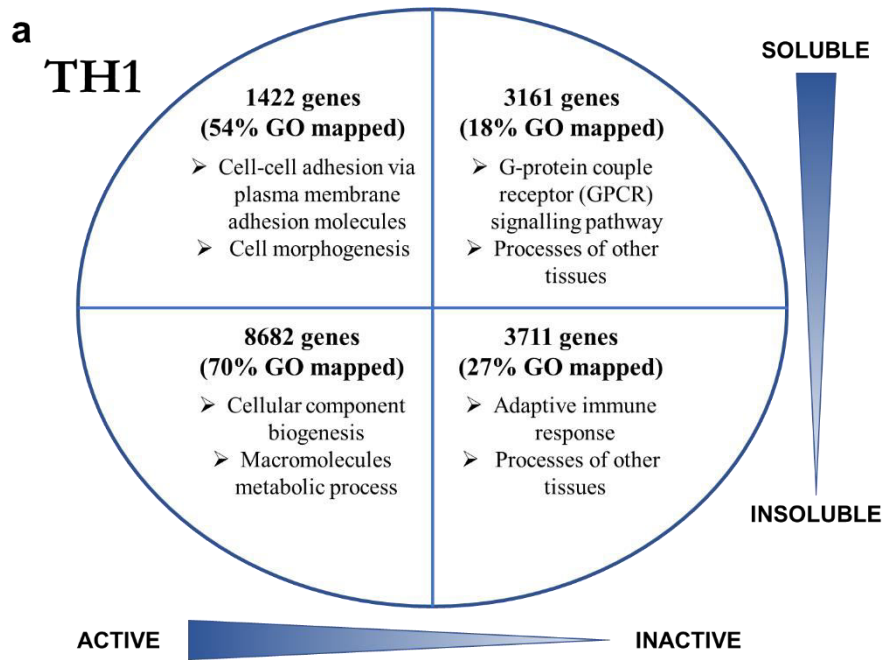 a
TH1
SOLUBLE
1422 genes
(54% GO mapped)
➢ Cell-cell adhesion via
plasma membrane
adhesion molecules
➢ Cell morphogenesis
3161 genes
(18% GO mapped)
➢ G-protein couple
receptor (GPCR)
signalling pathway
➢ Processes of other
tissues
8682 genes
(70% GO mapped)
➢ Cellular component
biogenesis
➢ Macromolecules
metabolic process
3711 genes
(27% GO mapped)
➢ Adaptive immune
response
➢ Processes of other
tissues
INSOLUBLE
ACTIVE
INACTIVE